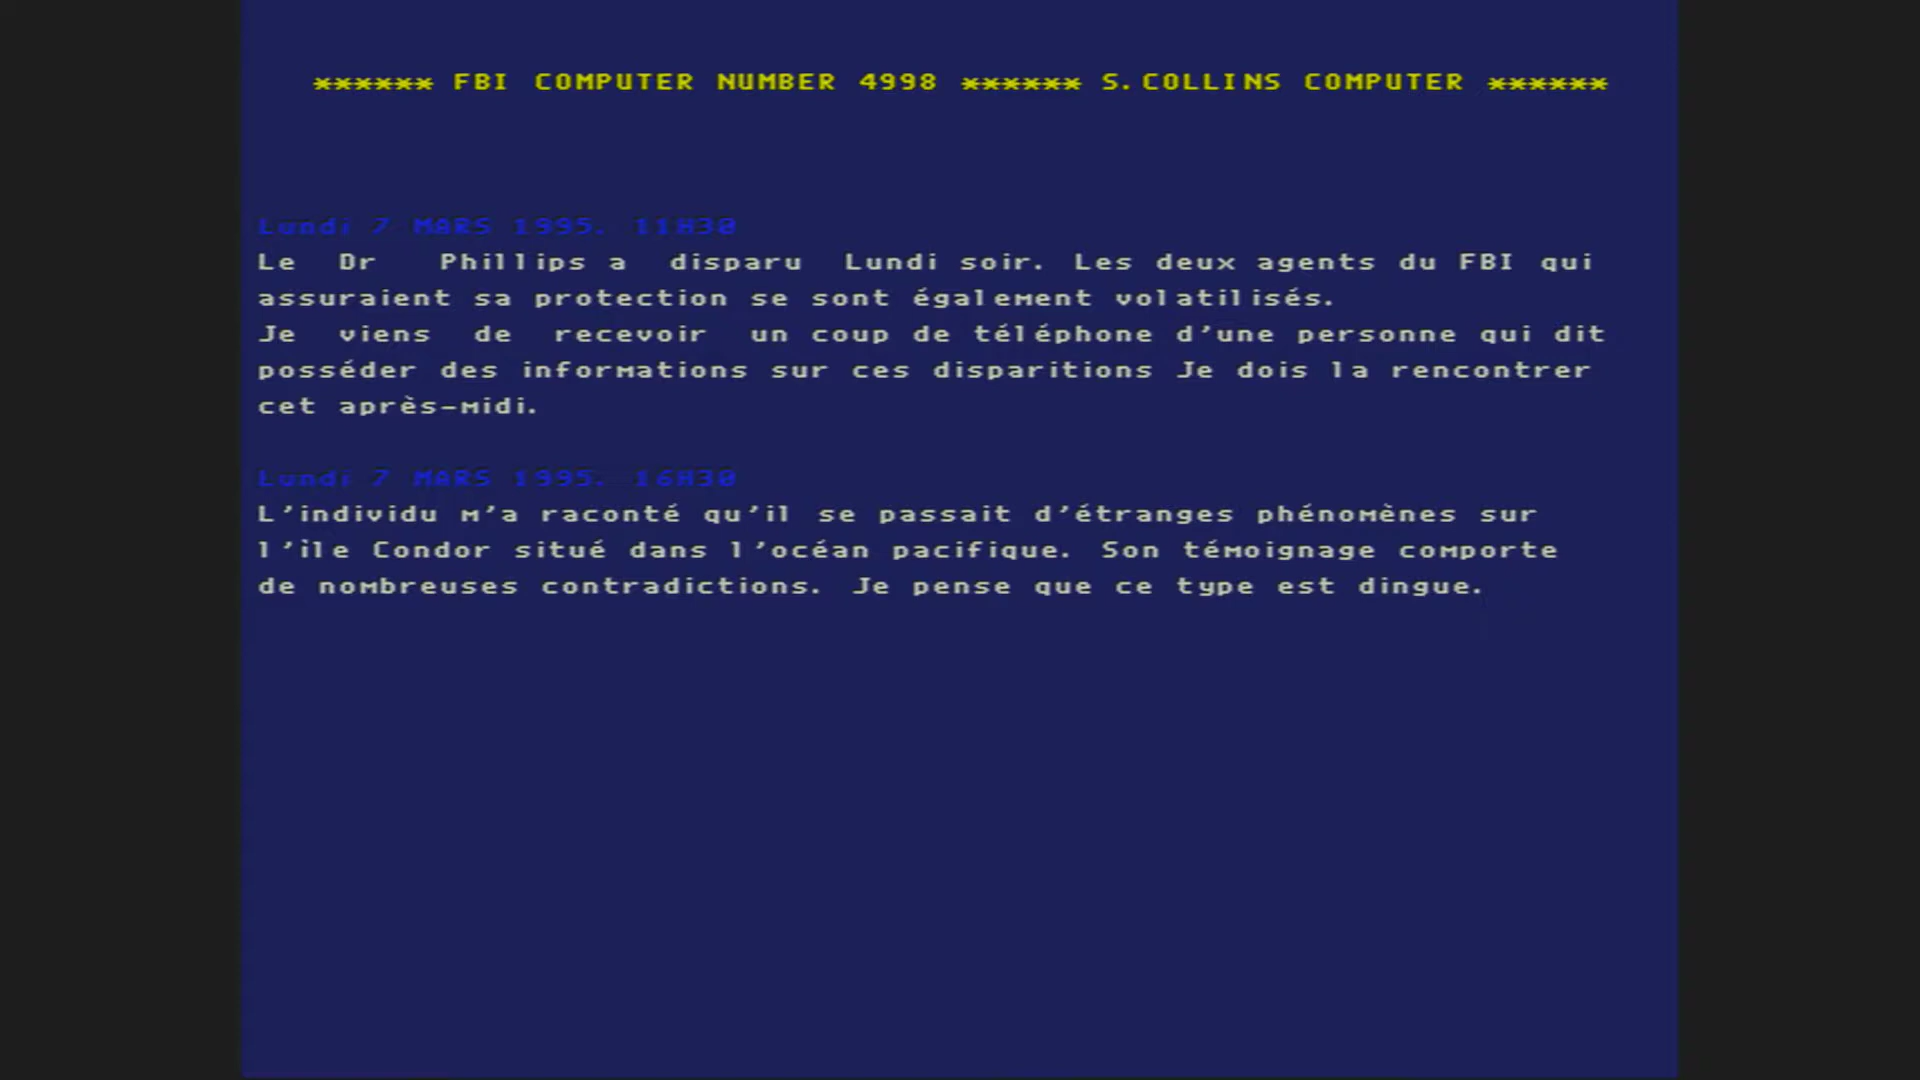 ****** FBI COMPUTER NUMBER 4998 ****** S.COLLINS COMPUTER ******
Lundi 7 MARS 1995. 11H30
Le Dr Phillips a disparu Lundi soir. Les deux agents du FBI qui
assuraient sa protection se sont également volatilisés.
Je viens de recevoir un coup de téléphone d'une personne qui dit
posséder des informations sur ces disparitions Je dois la rencontrer
cet après-midi.
Lundi 7 MARS 1995. 16H30
L'individu m'a raconté qu'il se passait d'étranges phénomènes sur
l'île Condor situé dans l'océan pacifique. Son témoignage comporte
de nombreuses contradictions. Je pense que ce type est dingue.